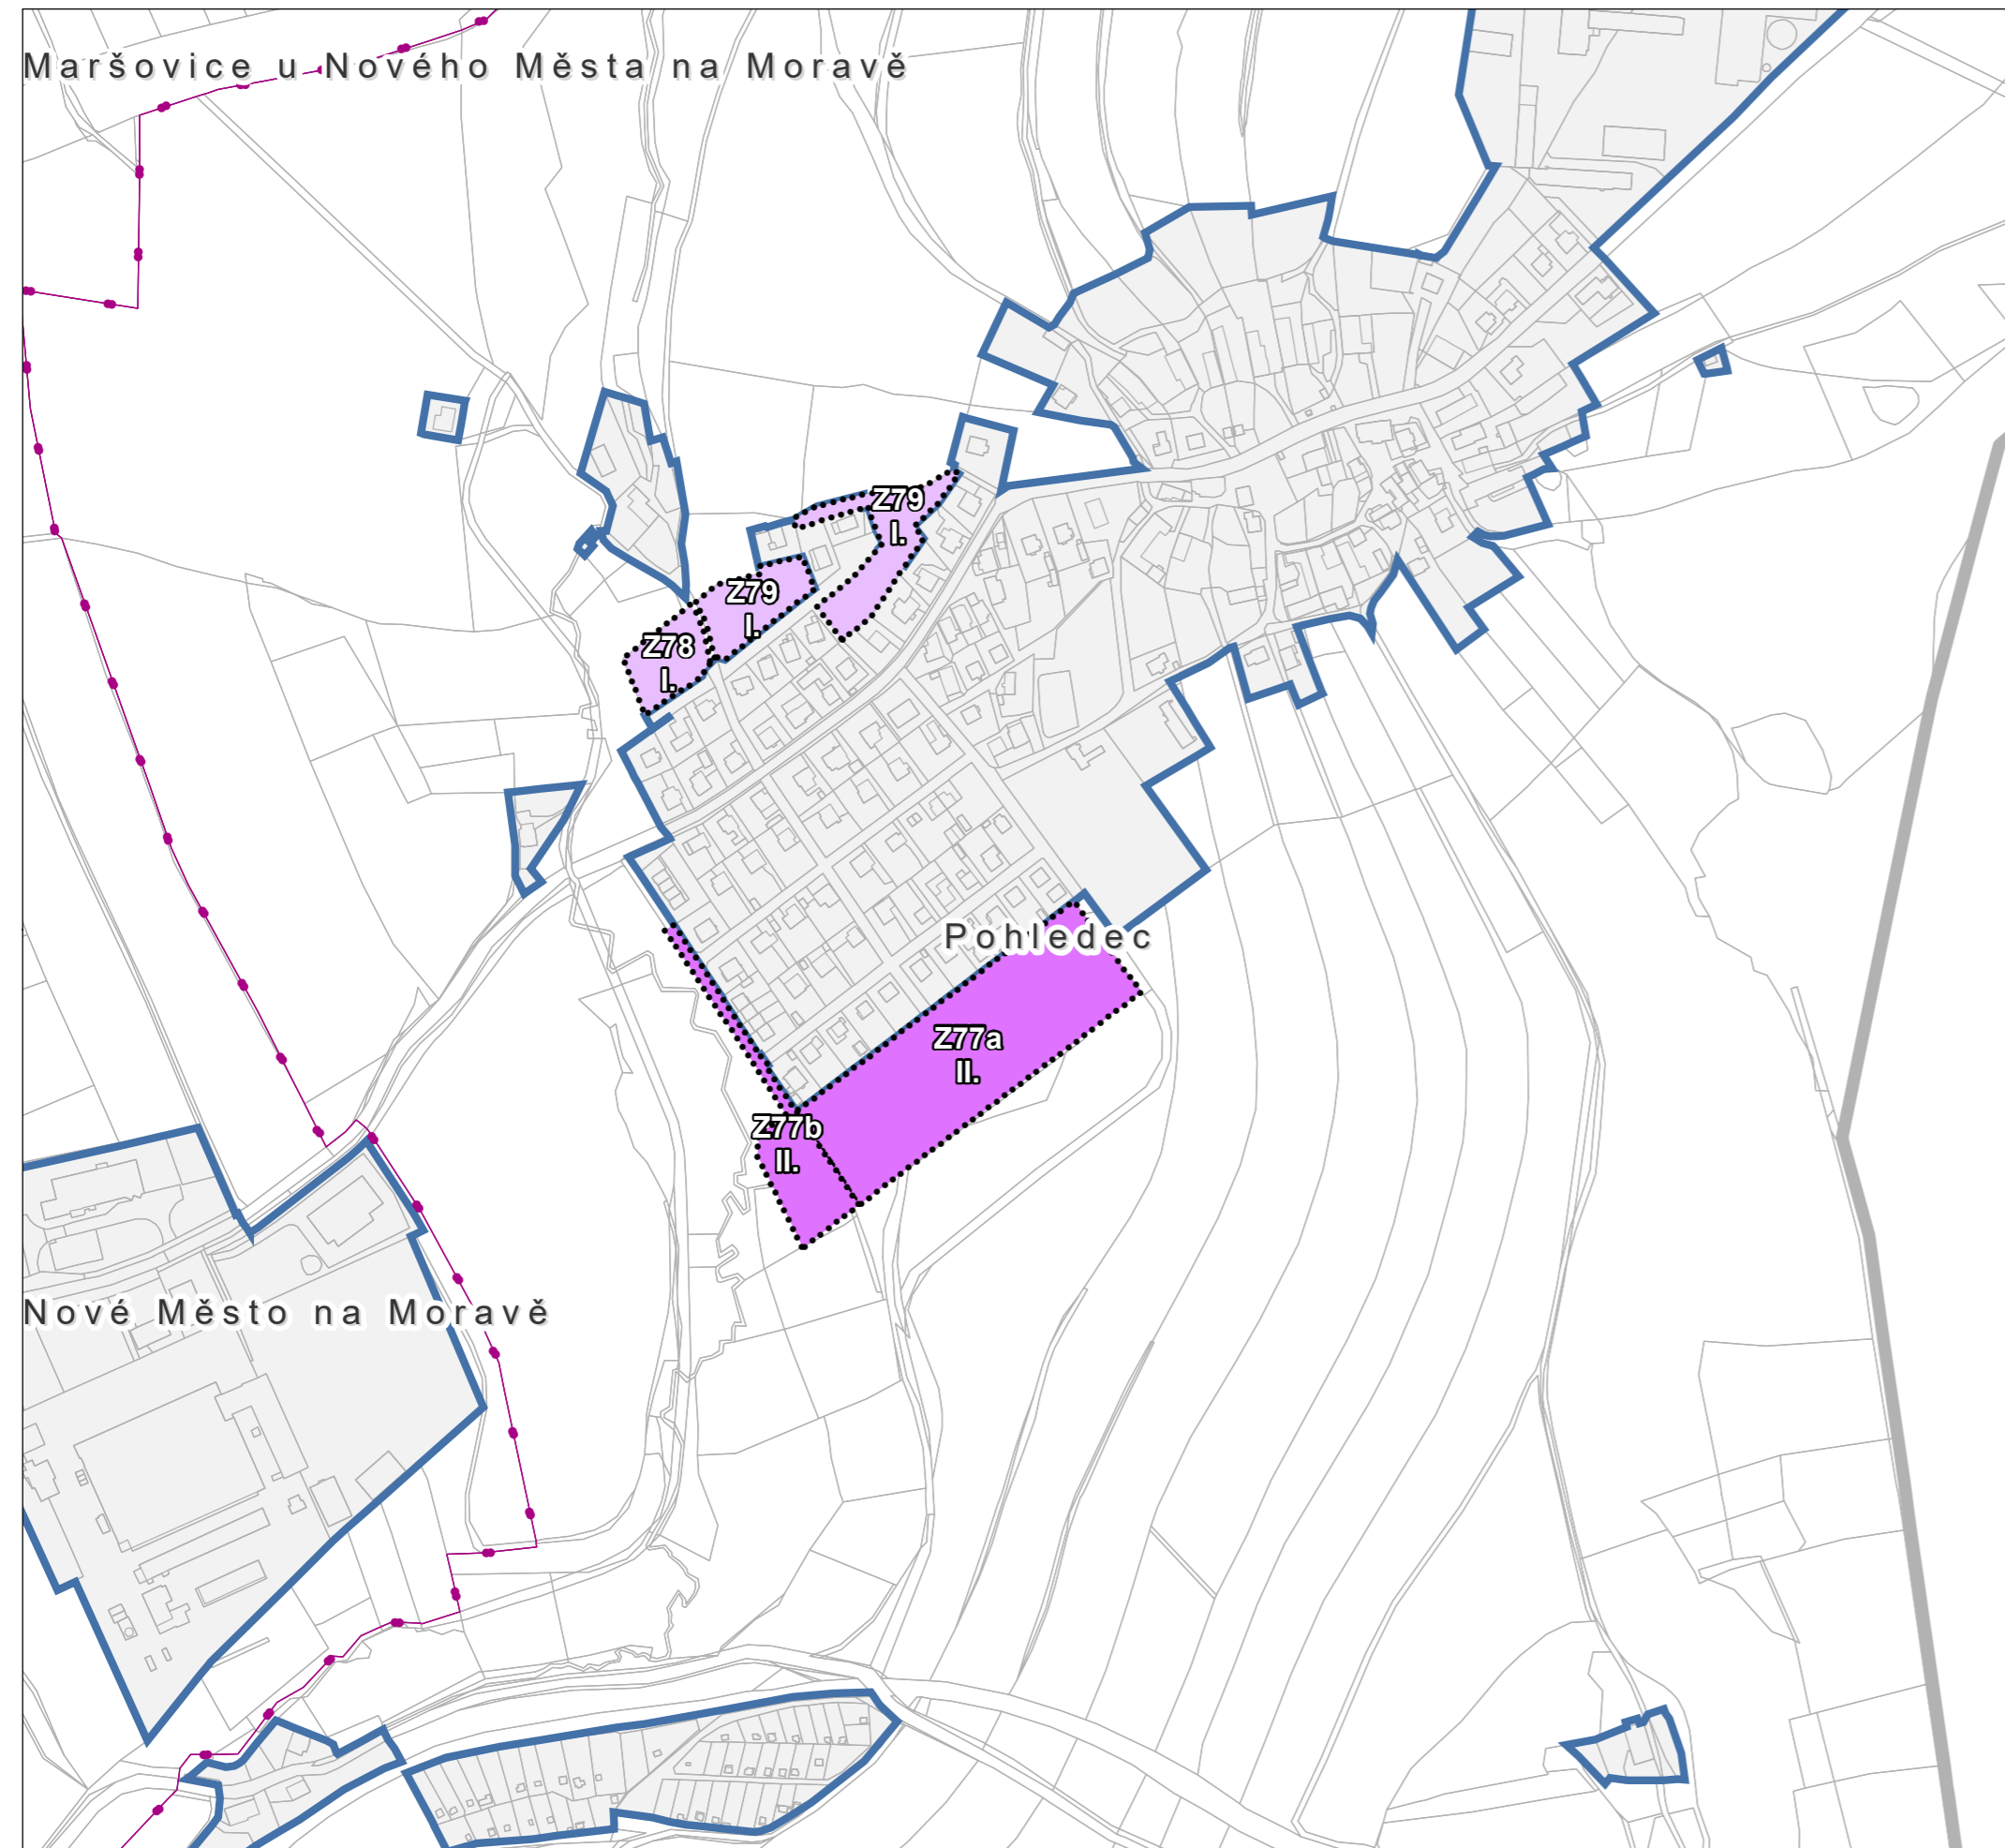 Maršovice u Nového Města na Moravě
Z79
I.
Z79
I.
Z78
I.
Pohledec
Z77a
II.
Z77b
II.
Nové Město na Moravě